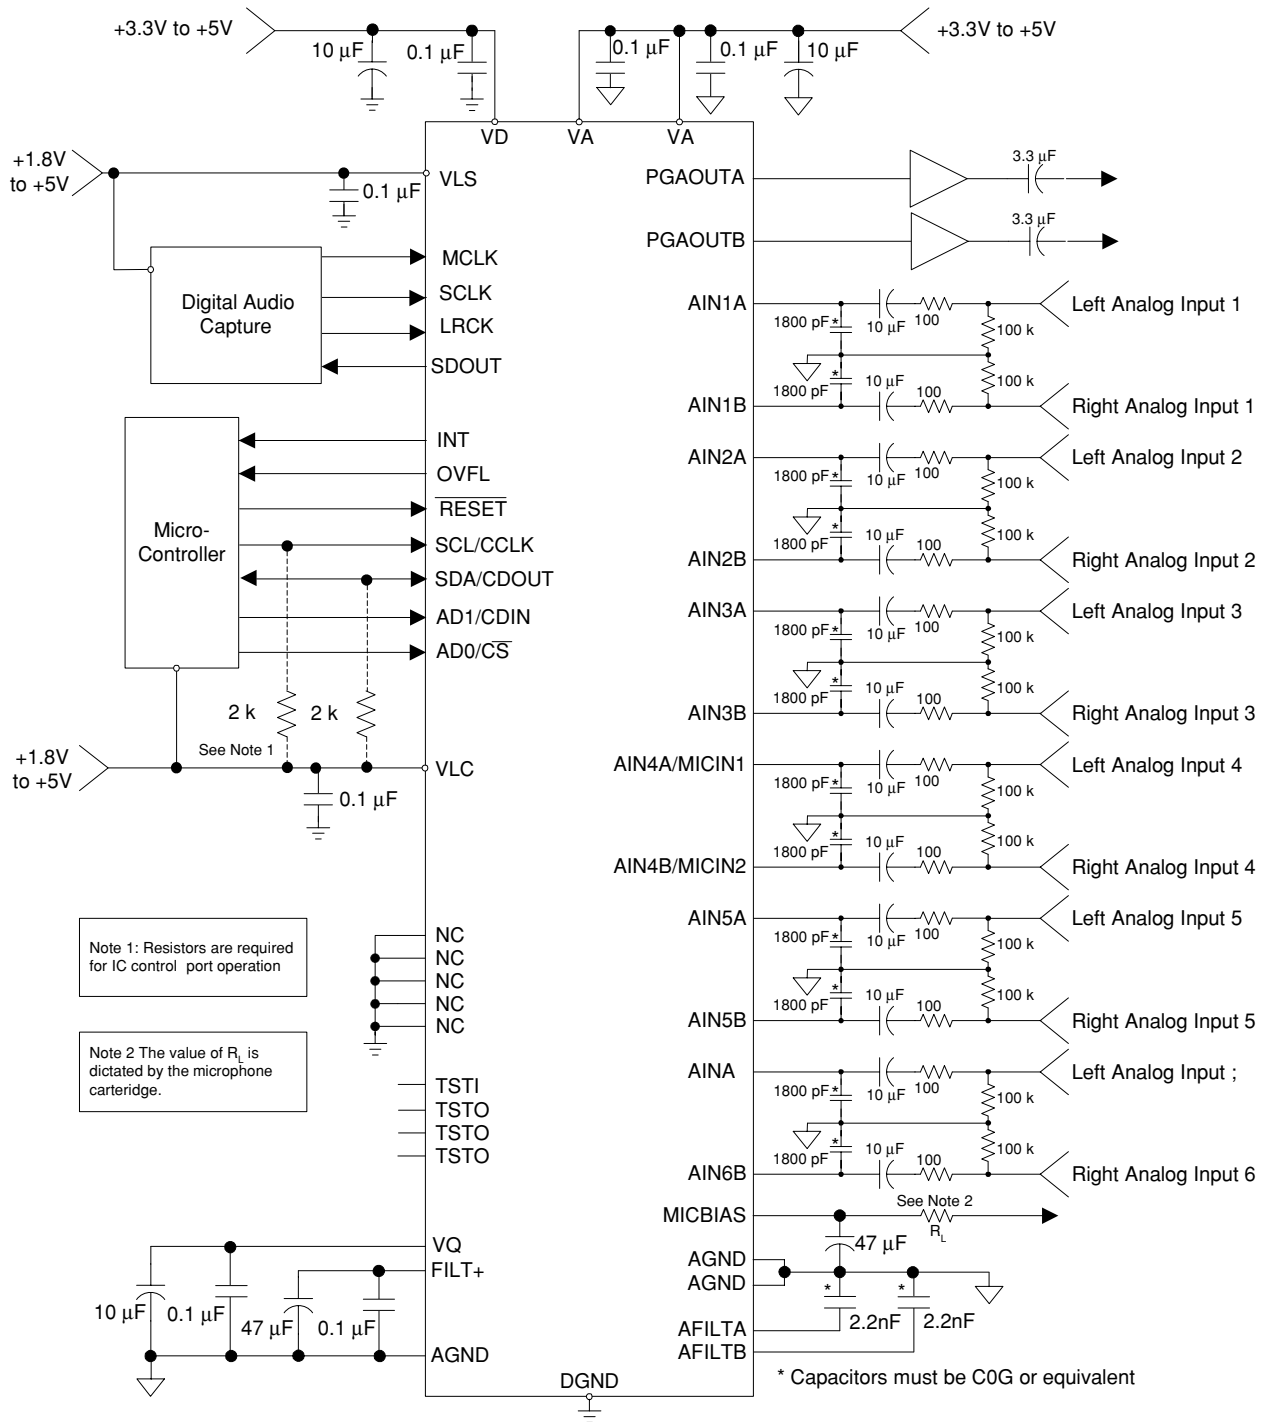 +3.3V to +5V
10 µF
0.1 µF
0.1 µF
0.1 µF
10 µF
+3.3V to +5V
VD
VA
VA
+1.8V
to +5V
0.1 µF
VLS
Digital Audio
Capture
MCLK
SCLK
LRCK
SDOUT
Micro-
Controller
INT
OVFL
RESET
SCL/CCLK
SDA/CDOUT
AD1/CDIN
AD0/CS
2 k
2 k
See Note 1
+1.8V
to +5V
VLC
0.1 µF
Note 1: Resistors are required
for IC control port operation
Note 2 The value of RL is
dictated by the microphone
carteridge.
NC
NC
NC
NC
NC
TSTI
TSTO
TSTO
TSTO
VQ
FILT+
10 µF
0.1 µF
47 µF
0.1 µF
AGND
DGND
PGAOUTA
3.3 µF
PGAOUTB
3.3 µF
AIN1A
1800 pF
*
10 µF
100
100 k
Left Analog Input 1
AIN1B
1800 pF
*
10 µF
100
100 k
Right Analog Input 1
AIN2A
1800 pF
*
10 µF
100
100 k
Left Analog Input 2
AIN2B
1800 pF
*
10 µF
100
100 k
Right Analog Input 2
AIN3A
1800 pF
*
10 µF
100
100 k
Left Analog Input 3
AIN3B
1800 pF
*
10 µF
100
100 k
Right Analog Input 3
AIN4A/MICIN1
1800 pF
*
10 µF
100
100 k
Left Analog Input 4
AIN4B/MICIN2
1800 pF
*
10 µF
100
100 k
Right Analog Input 4
AIN5A
1800 pF
*
10 µF
100
100 k
Left Analog Input 5
AIN5B
1800 pF
*
10 µF
100
100 k
Right Analog Input 5
AINA
1800 pF
*
10 µF
100
100 k
Left Analog Input ;
AIN6B
1800 pF
*
10 µF
100
100 k
Right Analog Input 6
MICBIAS
See Note 2
RL
47 µF
AGND
AGND
*
2.2nF
*
2.2nF
AFILTA
AFILTB
* Capacitors must be C0G or equivalent